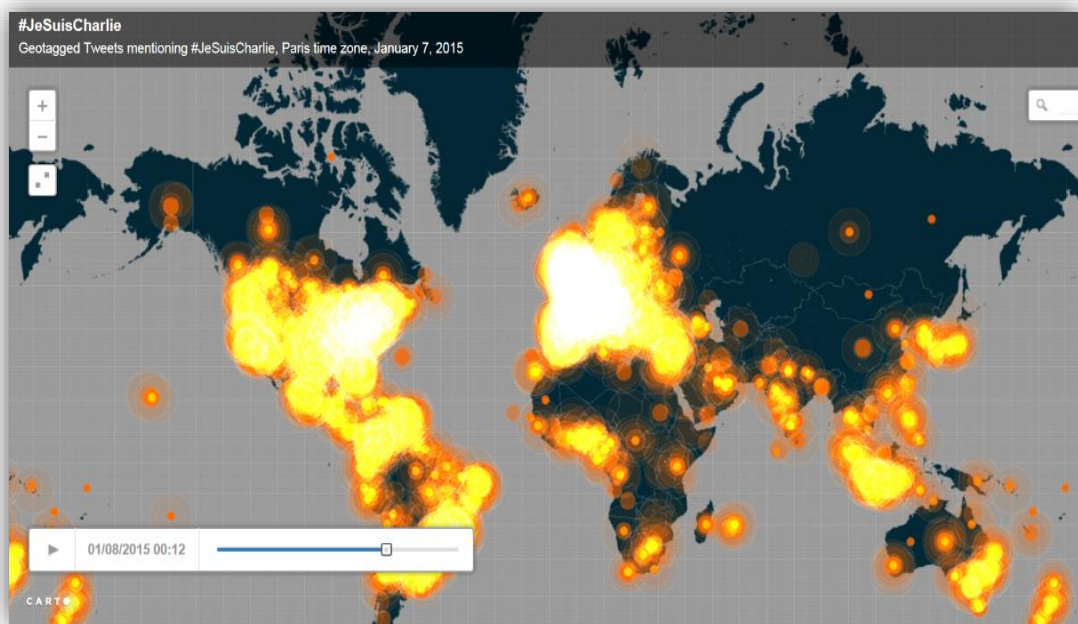 #JeSuisCharlie
Geotagged Tweets mentioning #JeSuisCharlie, Paris time zone, January 7, 2015
+
−
01/08/2015 00:12
CARTO